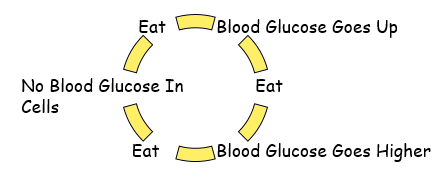 Eat
Blood Glucose Goes Up
Eat
Blood Glucose Goes Higher
Eat
No Blood Glucose In
Cells